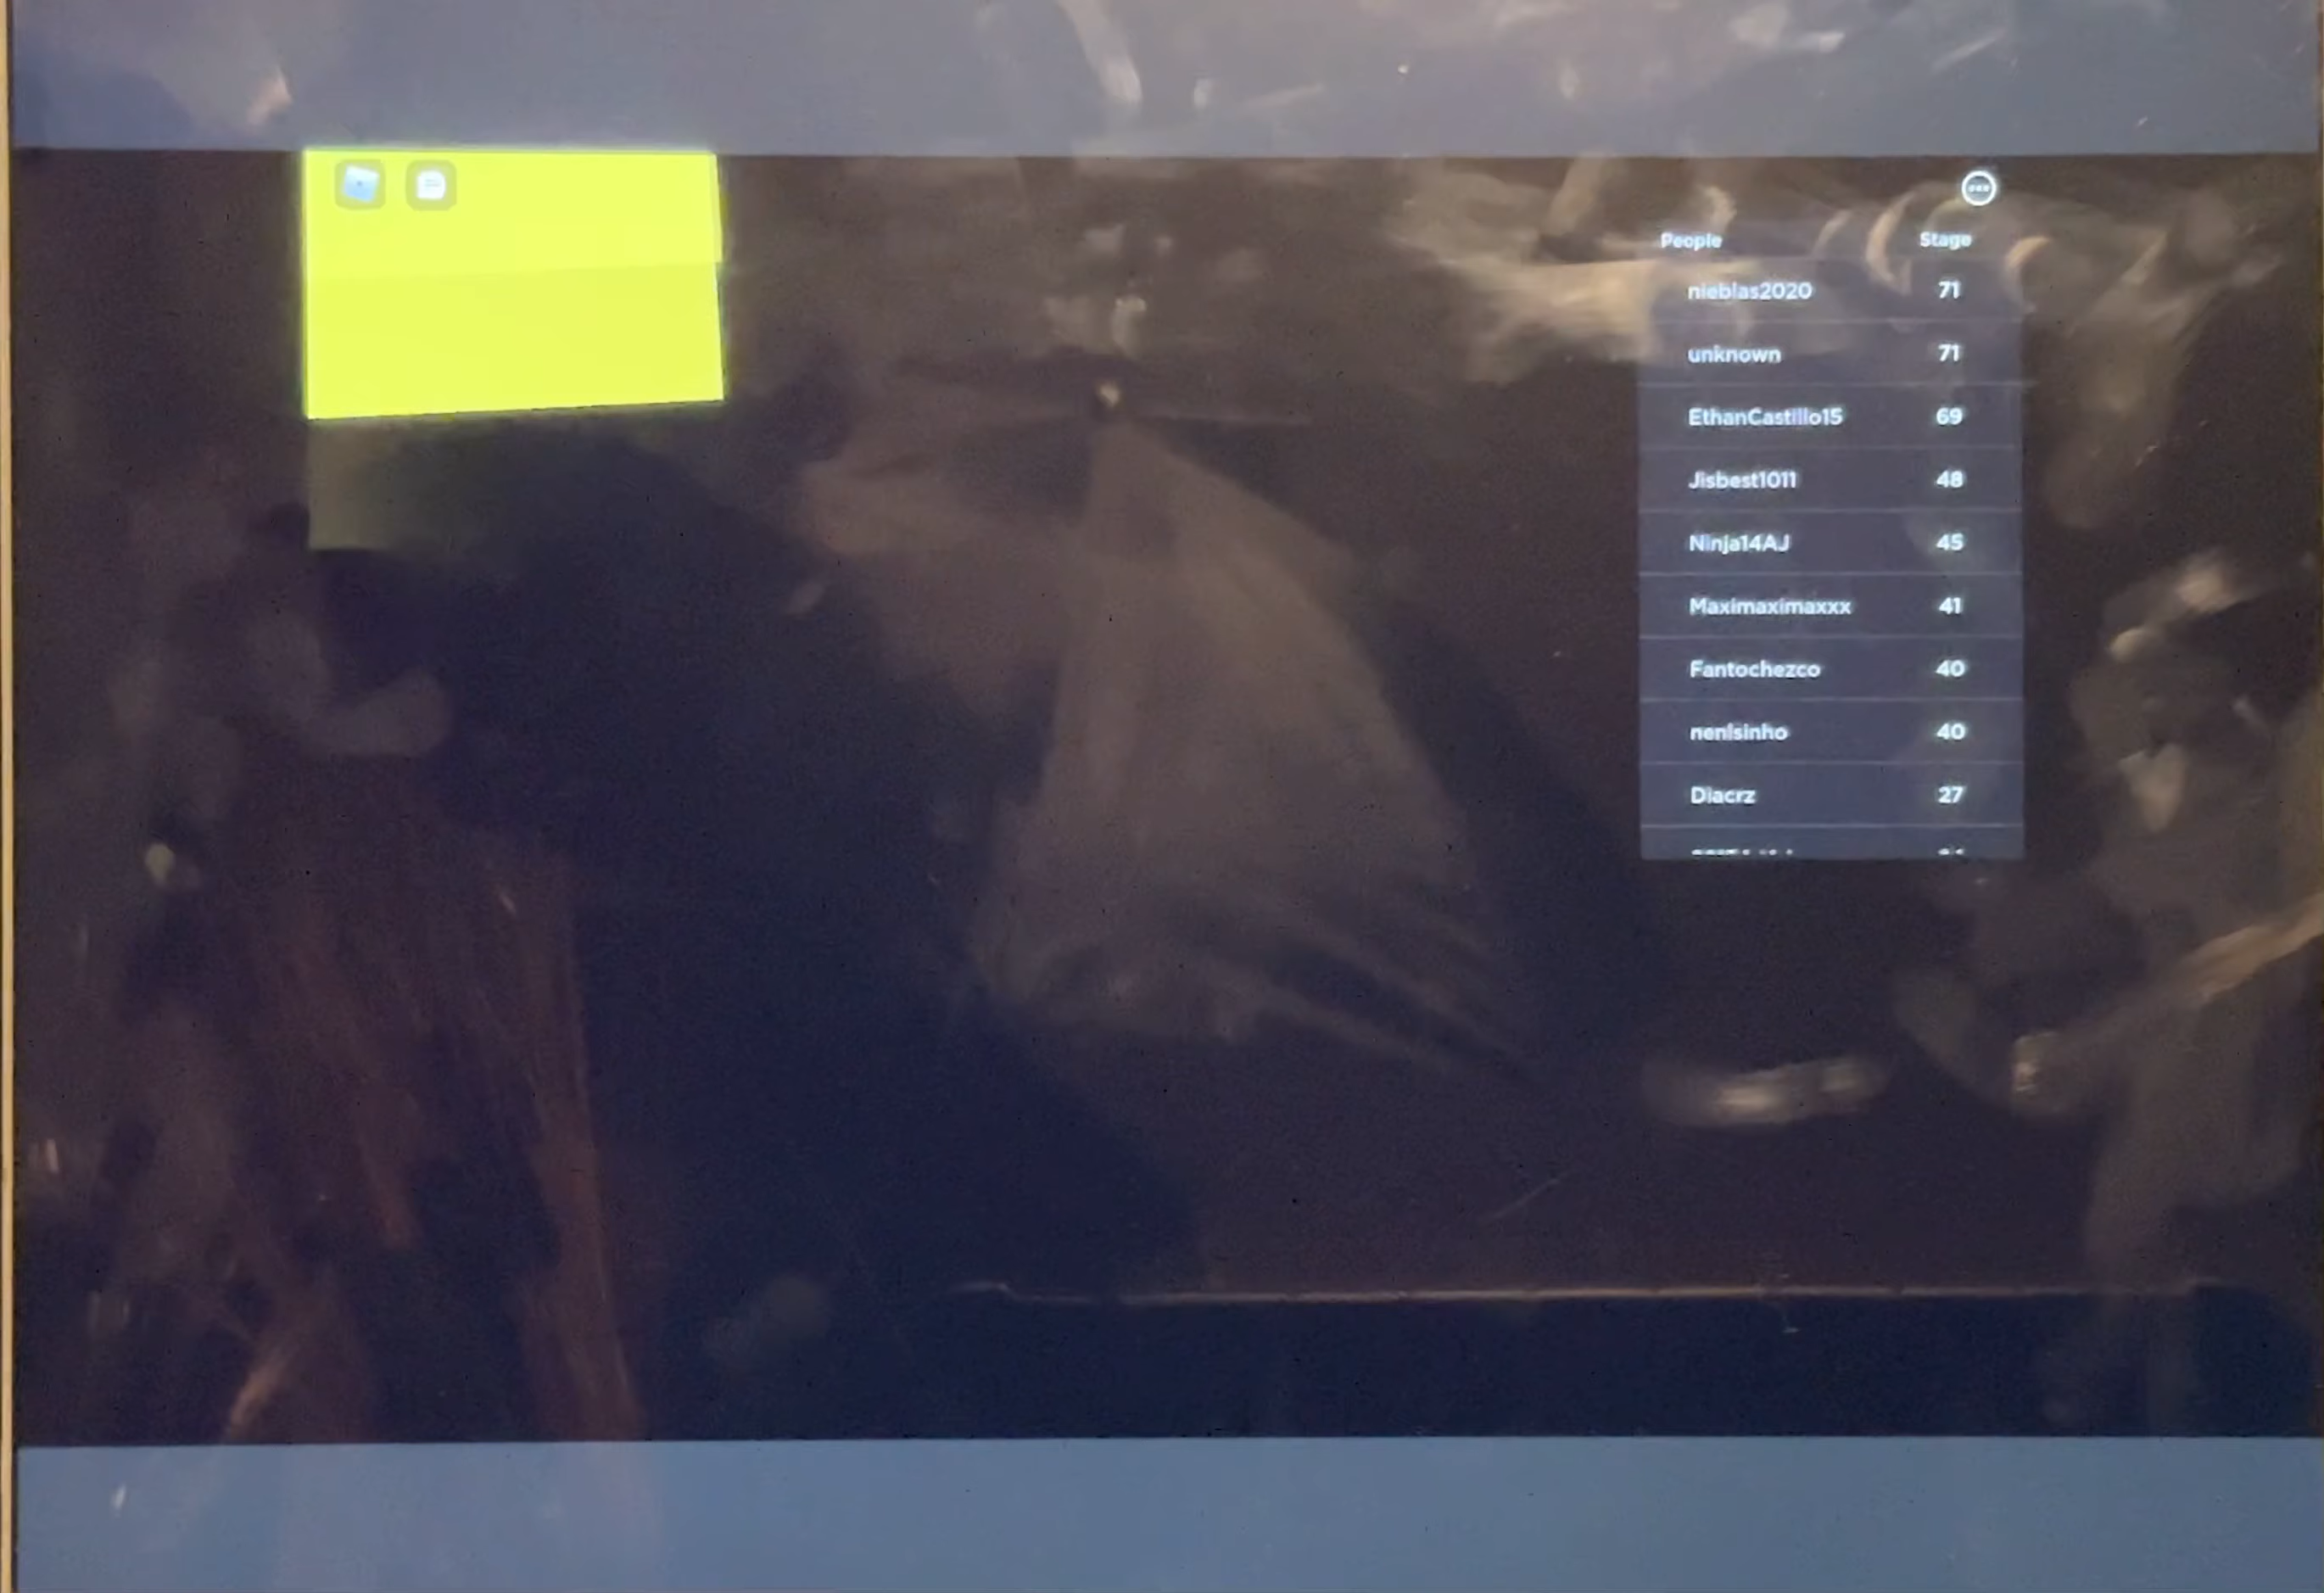 People Stage
nieblas2020 71
unknown 71
EthanCastillo15 69
Jisbest1011 48
Ninja14AJ 45
Maximaximaxxx 41
Fantochezco 40
nenisinho 40
Diacrz 27